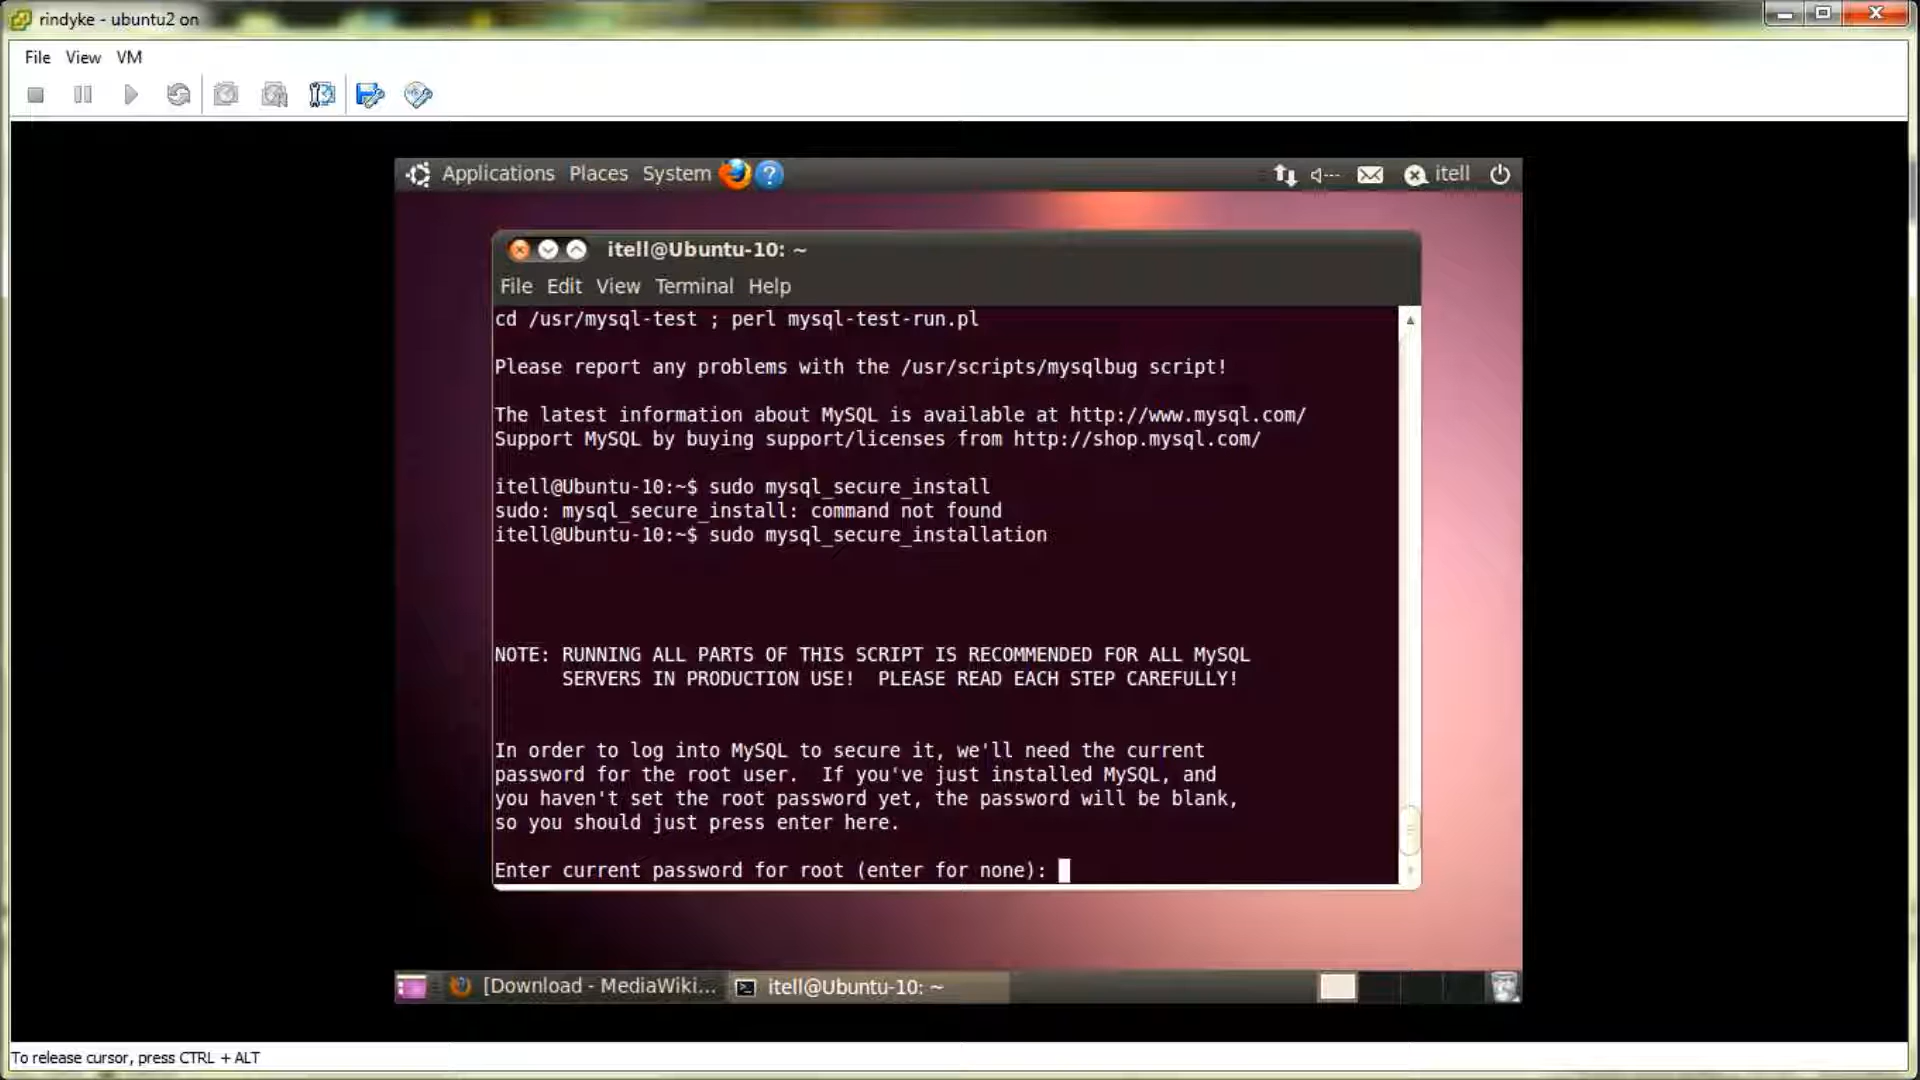 rindyke - ubuntu2 on
File View VM
Applications Places System
itell
itell@Ubuntu-10: ~
File Edit View Terminal Help
cd /usr/mysql-test ; perl mysql-test-run.pl
Please report any problems with the /usr/scripts/mysqlbug script!
The latest information about MySQL is available at http://www.mysql.com/
Support MySQL by buying support/licenses from http://shop.mysql.com/
itell@Ubuntu-10:~$ sudo mysql_secure_install
sudo: mysql_secure_install: command not found
itell@Ubuntu-10:~$ sudo mysql_secure_installation
NOTE: RUNNING ALL PARTS OF THIS SCRIPT IS RECOMMENDED FOR ALL MySQL
SERVERS IN PRODUCTION USE!  PLEASE READ EACH STEP CAREFULLY!
In order to log into MySQL to secure it, we'll need the current
password for the root user.  If you've just installed MySQL, and
you haven't set the root password yet, the password will be blank,
so you should just press enter here.
Enter current password for root (enter for none):
[Download - MediaWiki...
itell@Ubuntu-10: ~
To release cursor, press CTRL + ALT